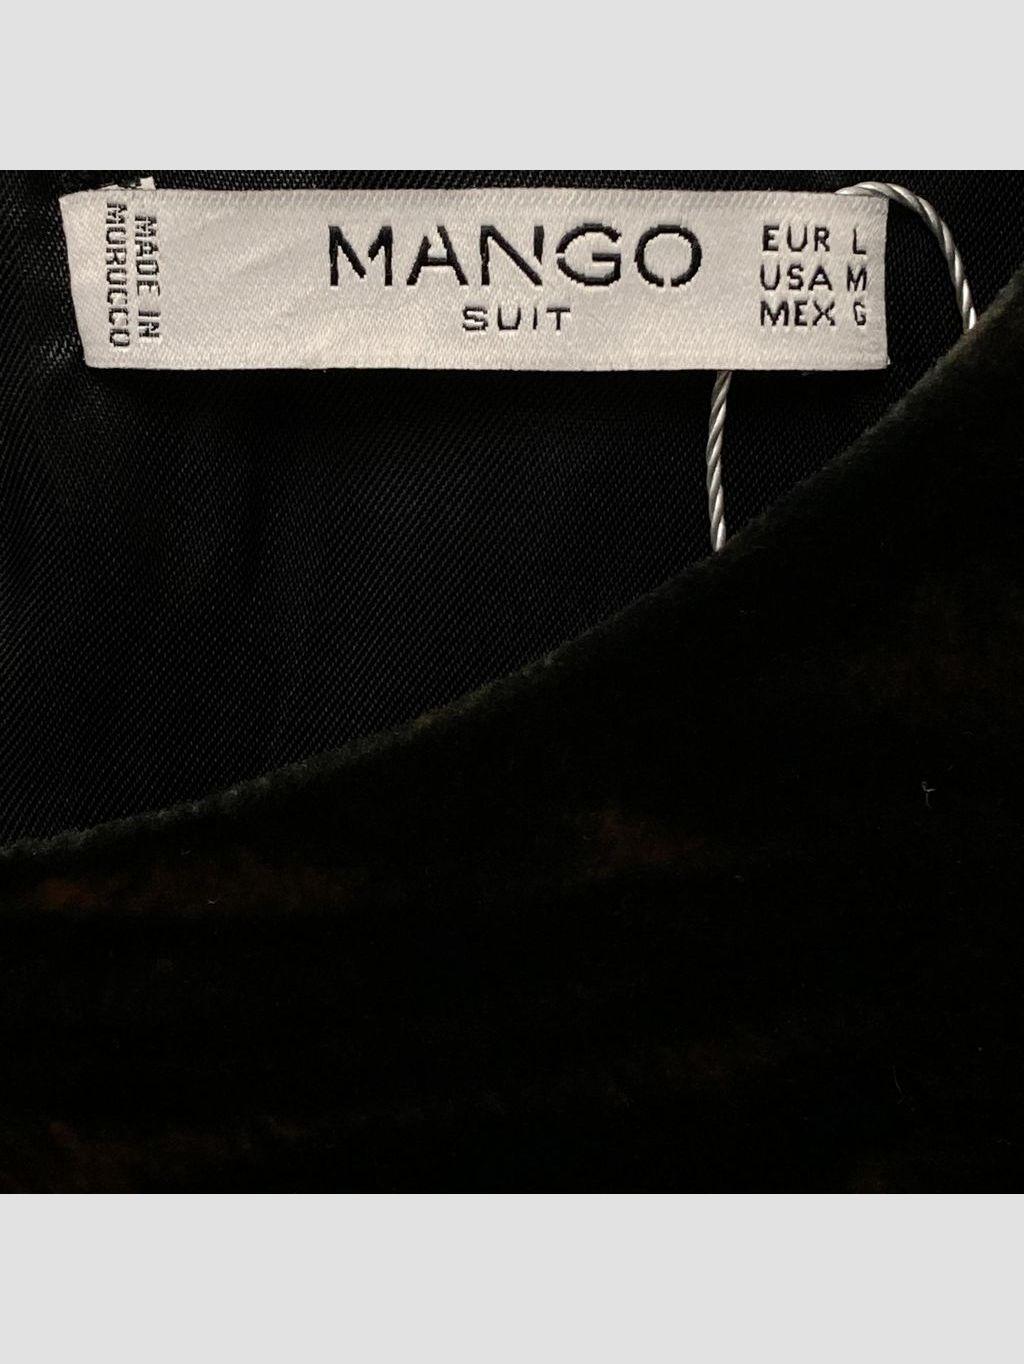 MADE IN
MOROCCO
MANGO
SUIT
EUR L
USA M
MEX G